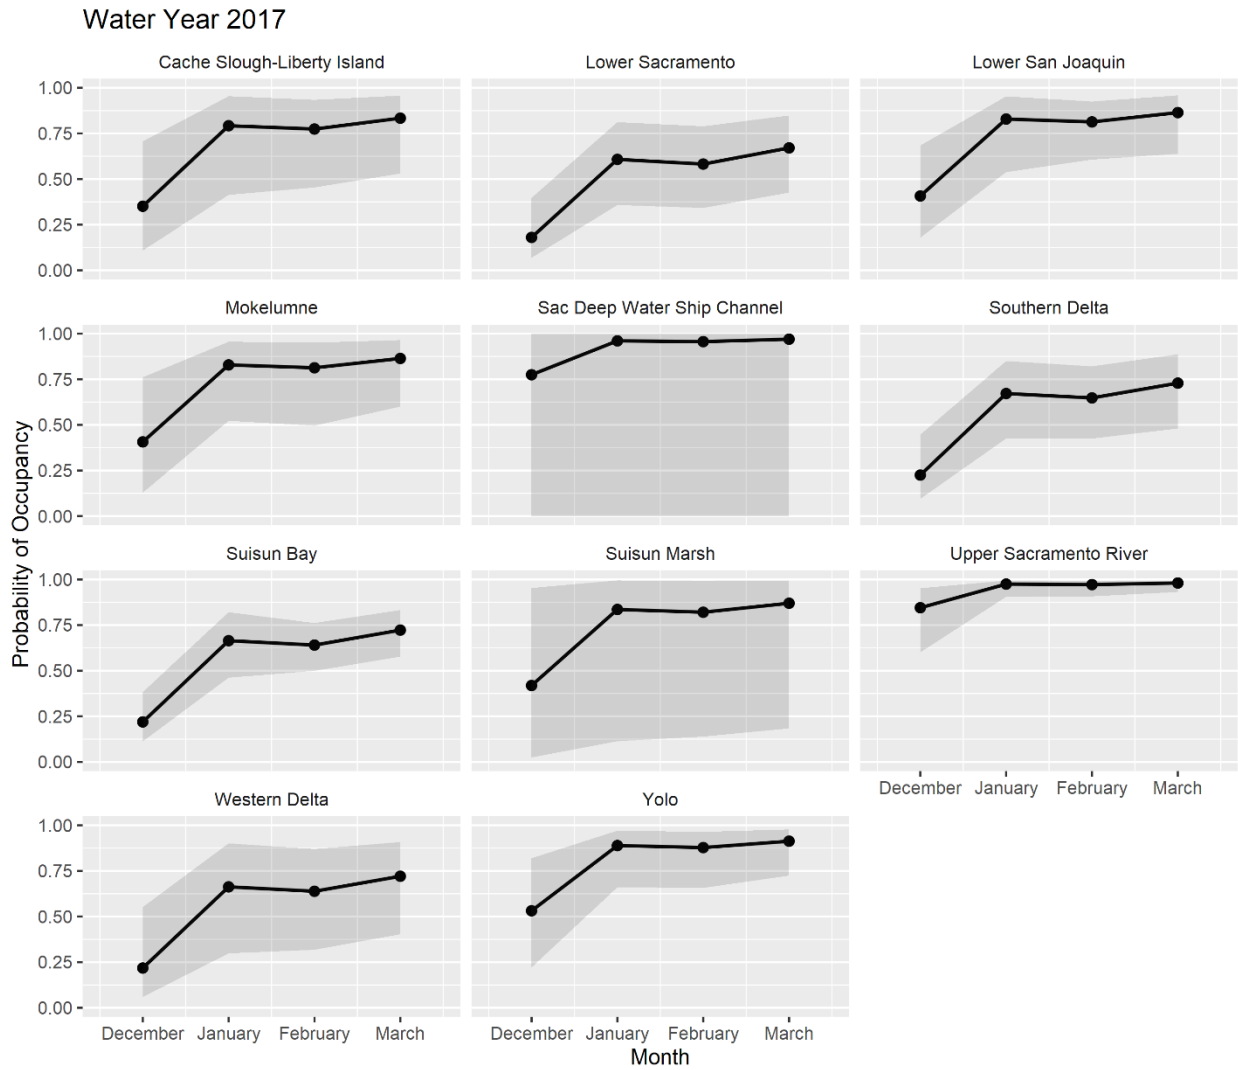 Water Year 2017
Cache Slough-Liberty Island
Lower Sacramento
Lower San Joaquin
1.00
0.75
0.50
0.25
0.00
Mokelumne
Sac Deep Water Ship Channel
Southern Delta
1.00
0.75
0.50
0.25
0.00
Probability of Occupancy
Suisun Bay
Suisun Marsh
Upper Sacramento River
1.00
0.75
0.50
0.25
0.00
December January February March
Western Delta
Yolo
1.00
0.75
0.50
0.25
0.00
December January February March
December January February March
Month